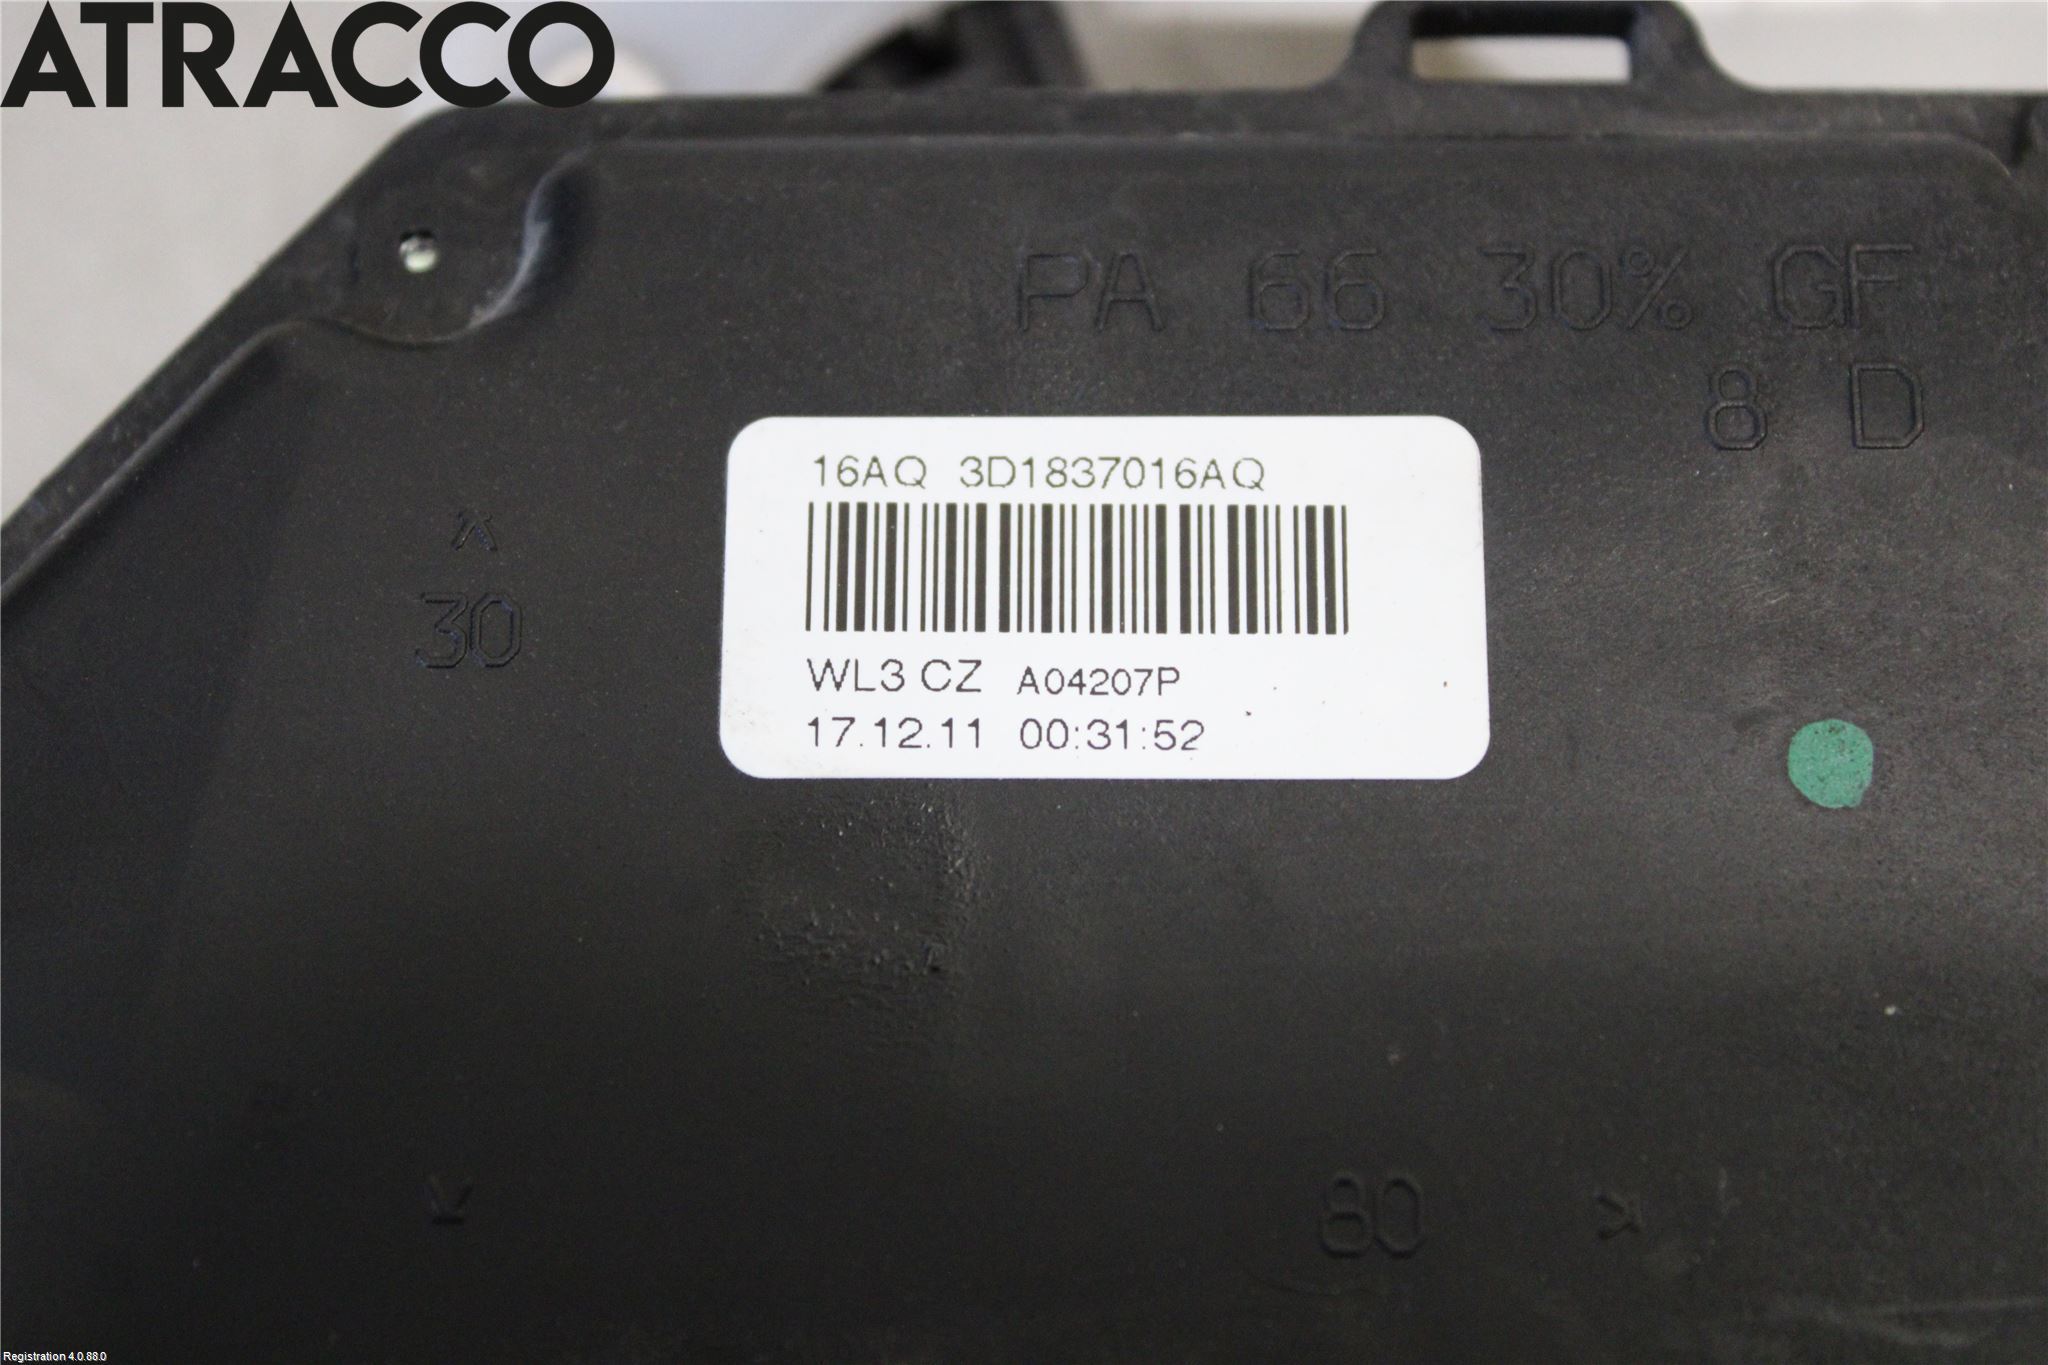 ATRACCO
PA 66 30% GF
8 D
16AQ 3D1837016AQ
30
WL3 CZ A04207P
17.12.11 00:31:52
80
Registration 4.0.88.0